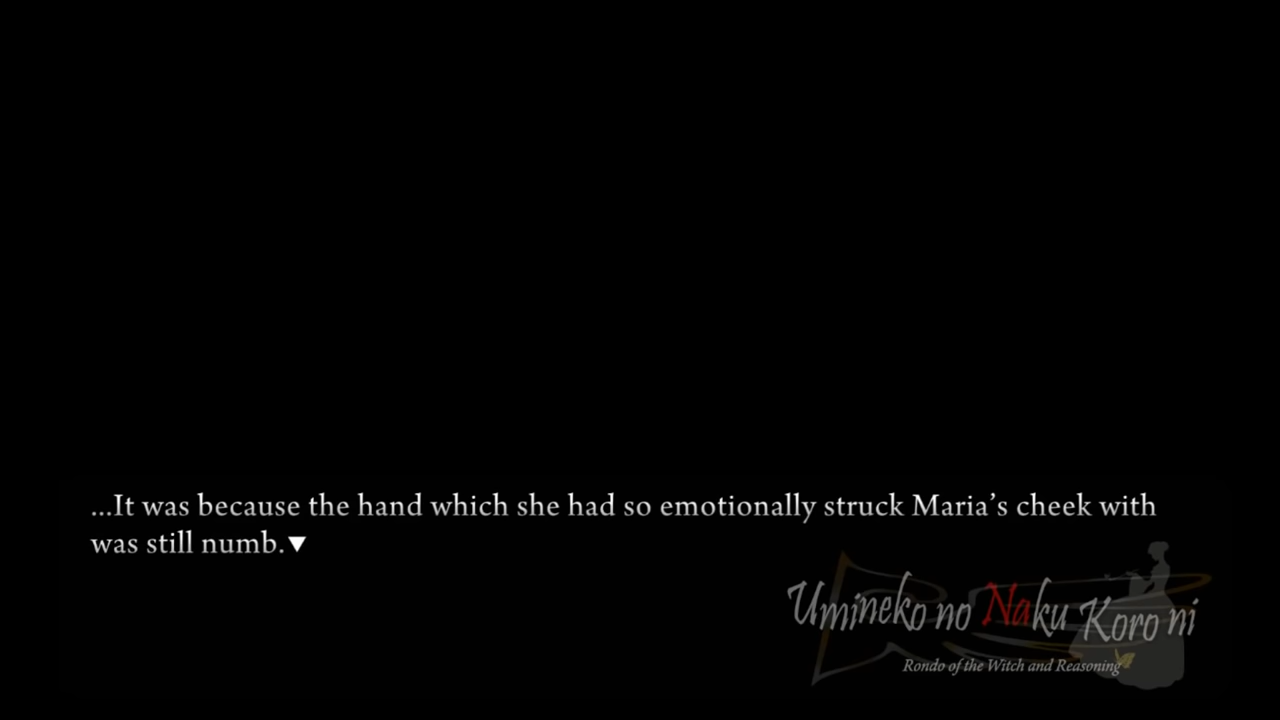 ...It was because the hand which she had so emotionally struck Maria’s cheek with
was still numb.▼
Umineko no Naku Koro ni
Rondo of the Witch and Reasoning